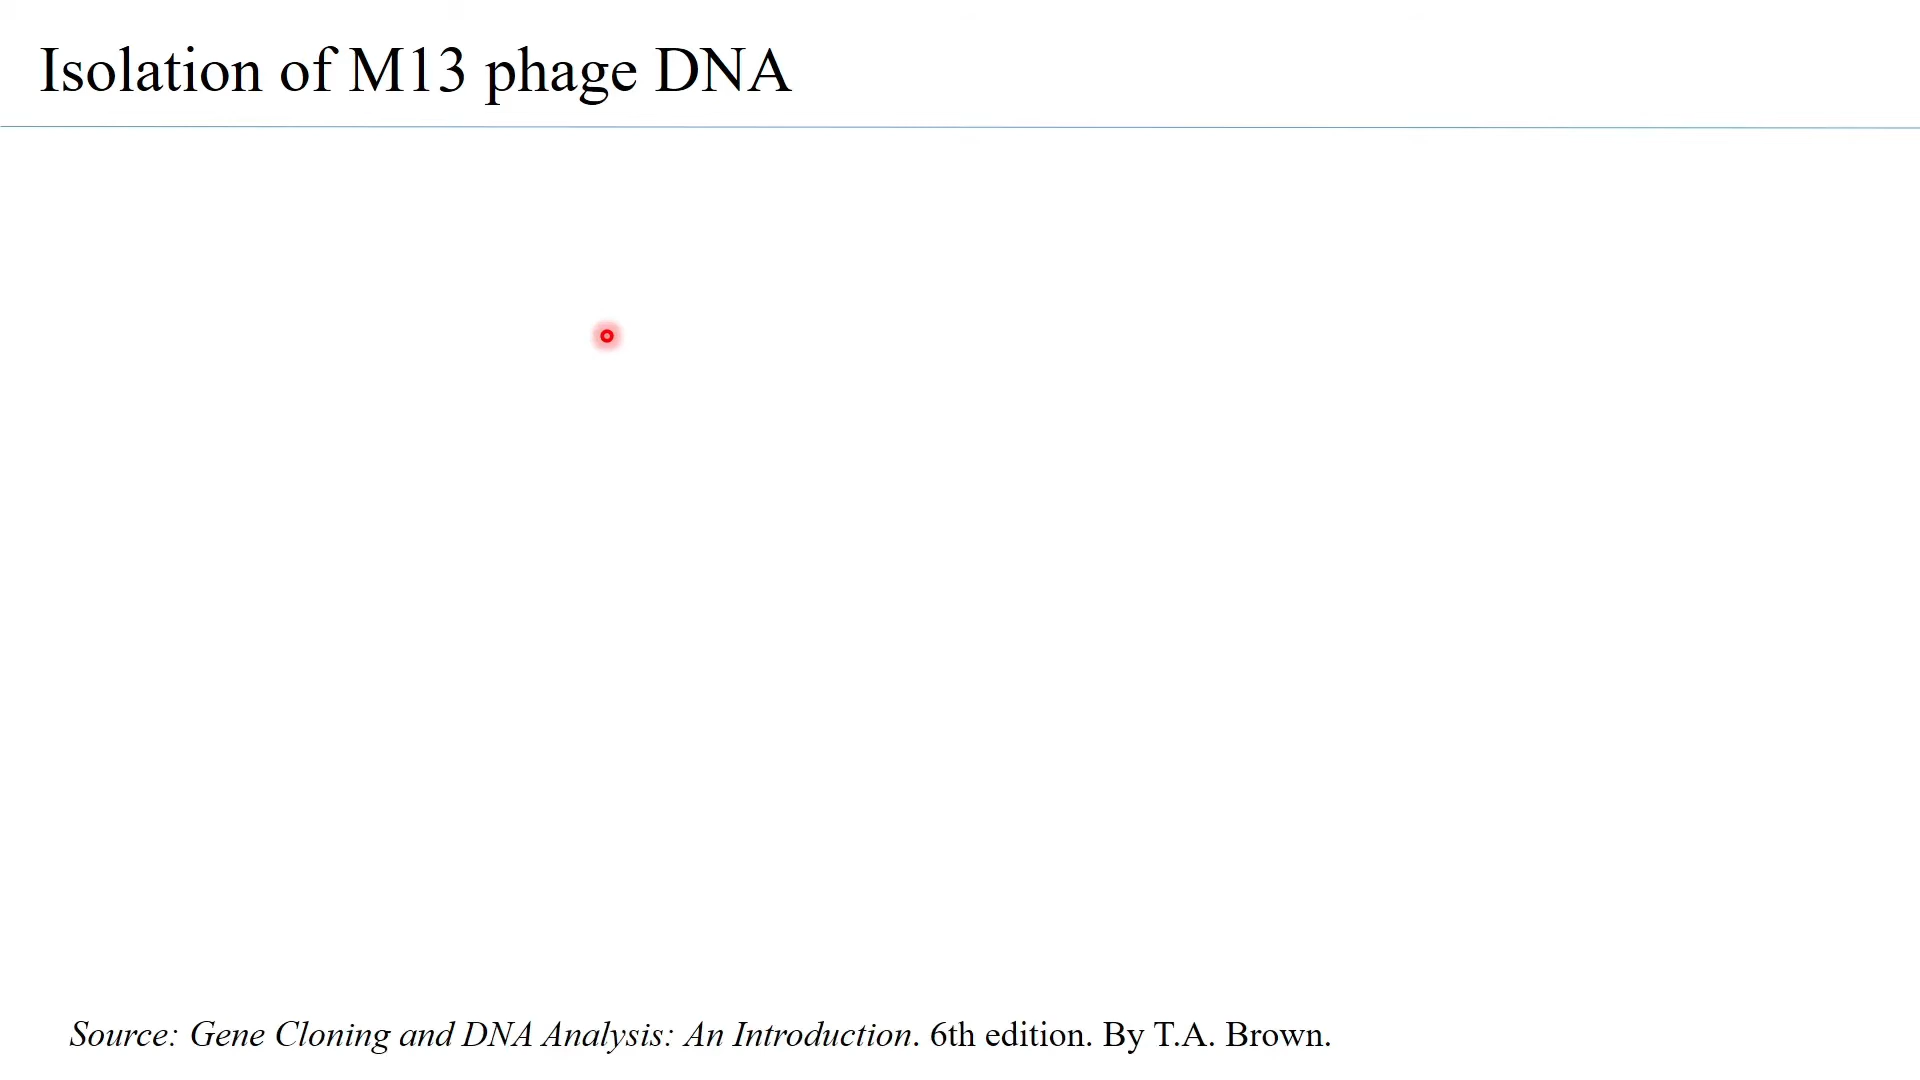 Isolation of M13 phage DNA
Source: Gene Cloning and DNA Analysis: An Introduction. 6th edition. By T.A. Brown.